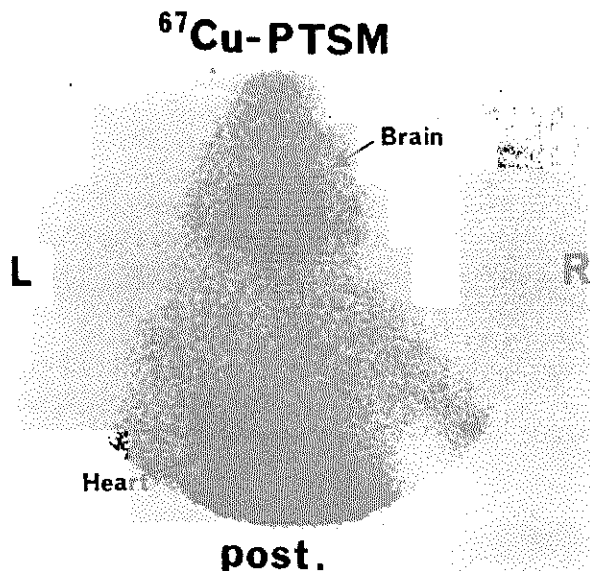 ⁶⁷Cu-PTSM
Brain
L
R
Heart
post.